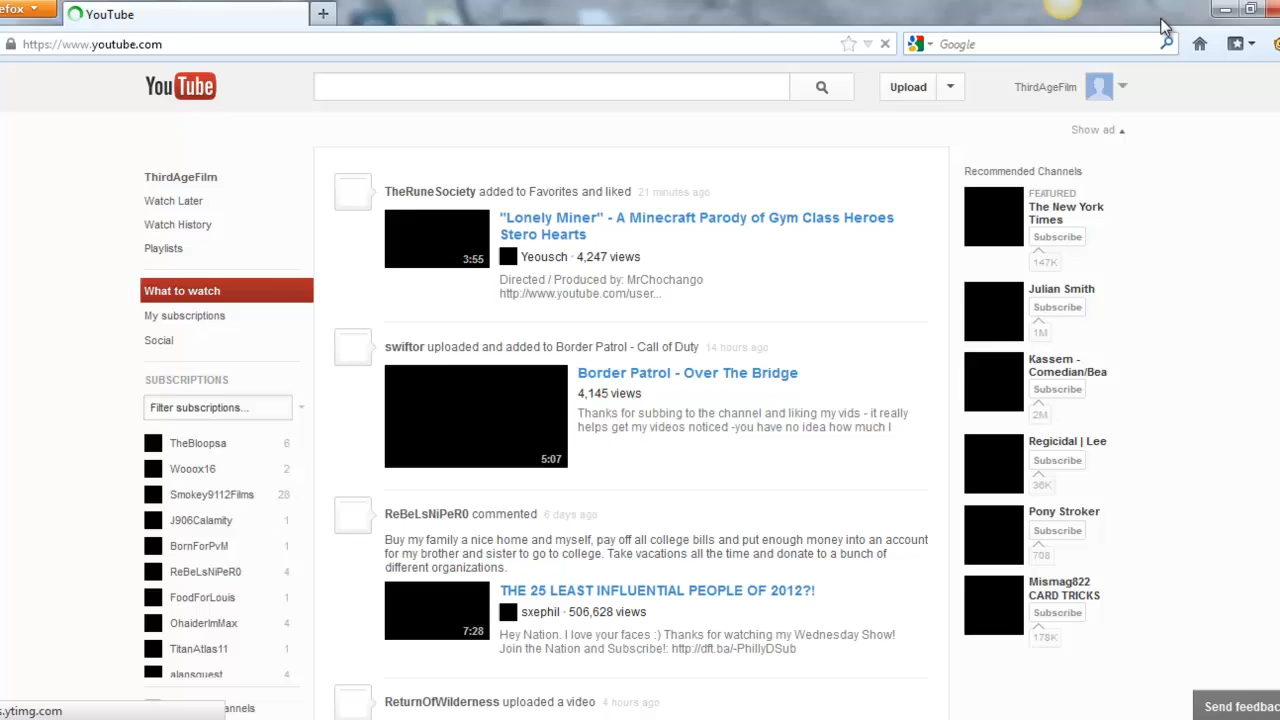 efox
YouTube
https://www.youtube.com
Google
YouTube
Upload
ThirdAgeFilm
Show ad
ThirdAgeFilm
Watch Later
Watch History
Playlists
What to watch
My subscriptions
Social
SUBSCRIPTIONS
Filter subscriptions...
TheBloopsa 6
Wooox16 2
Smokey9112Films 28
J906Calamity 1
BornForPvM 1
ReBeLsNiPeR0 4
FoodForLouis 1
OhaiderImMax 4
TitanAtlas11 1
alansquest 4
annels
s.ytimg.com
TheRuneSociety added to Favorites and liked 21 minutes ago
3:55
"Lonely Miner" - A Minecraft Parody of Gym Class Heroes
Stero Hearts
Yeousch · 4,247 views
Directed / Produced by: MrChochango
http://www.youtube.com/user...
swiftor uploaded and added to Border Patrol - Call of Duty 14 hours ago
5:07
Border Patrol - Over The Bridge
4,145 views
Thanks for subbing to the channel and liking my vids - it really
helps get my videos noticed -you have no idea how much I
ReBeLsNiPeR0 commented 6 days ago
Buy my family a nice home and myself, pay off all college bills and put enough money into an account
for my brother and sister to go to college. Take vacations all the time and donate to a bunch of
different organizations.
7:28
THE 25 LEAST INFLUENTIAL PEOPLE OF 2012?!
sxephil · 506,628 views
Hey Nation. I love your faces :) Thanks for watching my Wednesday Show!
Join the Nation and Subscribe!: http://dft.ba/-PhillyDSub
ReturnOfWilderness uploaded a video 4 hours ago
Recommended Channels
FEATURED
The New York
Times
Subscribe
147K
Julian Smith
Subscribe
1M
Kassem -
Comedian/Bea
Subscribe
2M
Regicidal | Lee
Subscribe
36K
Pony Stroker
Subscribe
708
Mismag822
CARD TRICKS
Subscribe
178K
Send feedbac